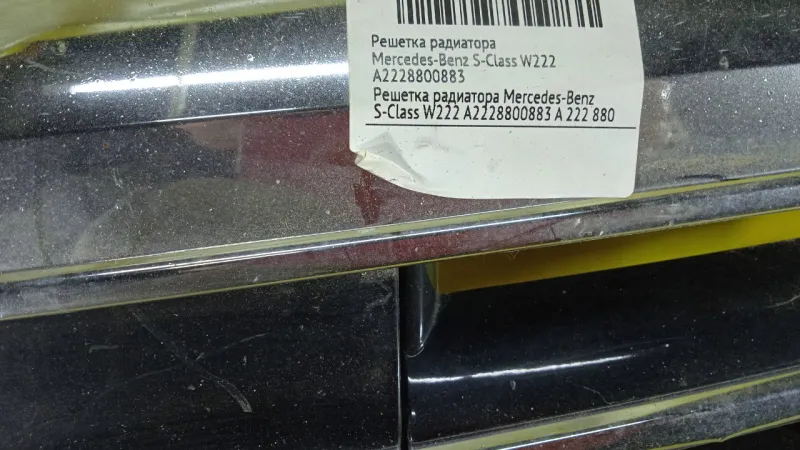 Решетка радиатора
Mercedes-Benz S-Class W222
A2228800883
Решетка радиатора Mercedes-Benz
S-Class W222 A2228800883 A 222 880